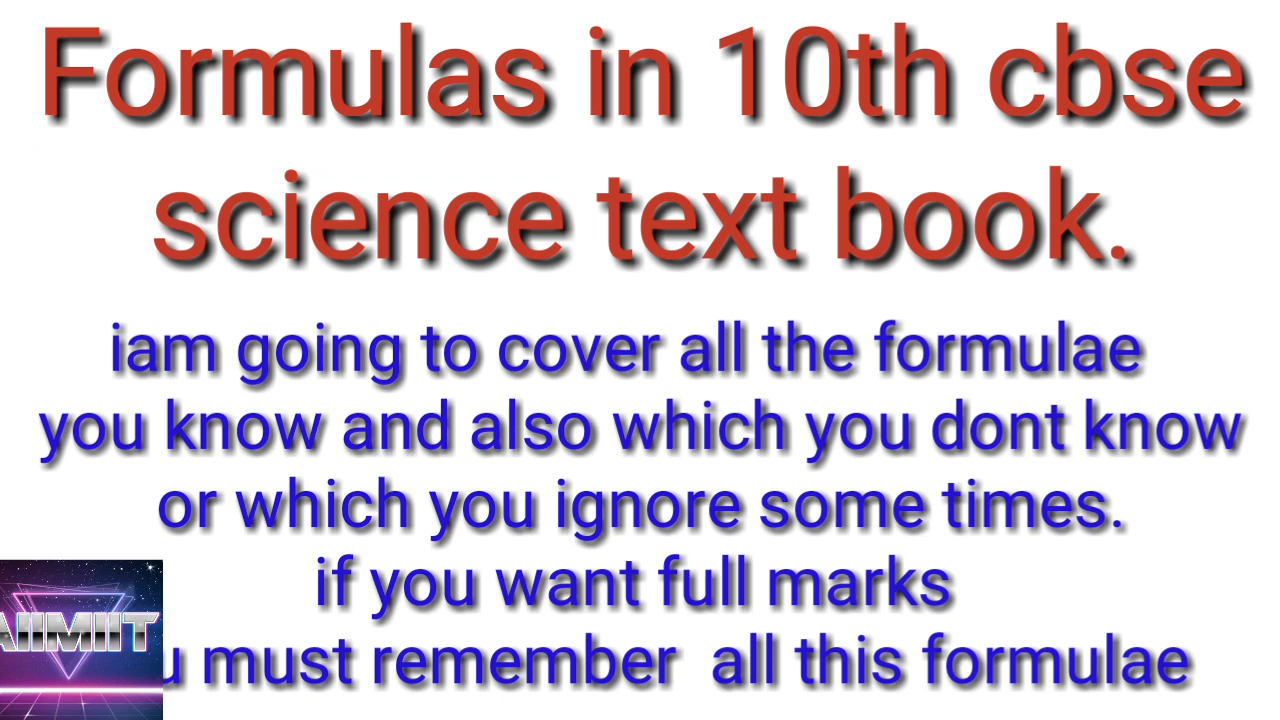 Formulas in 10th cbse
science text book.
iam going to cover all the formulae
you know and also which you dont know
or which you ignore some times.
if you want full marks
must remember all this formulae
AIIMIIT